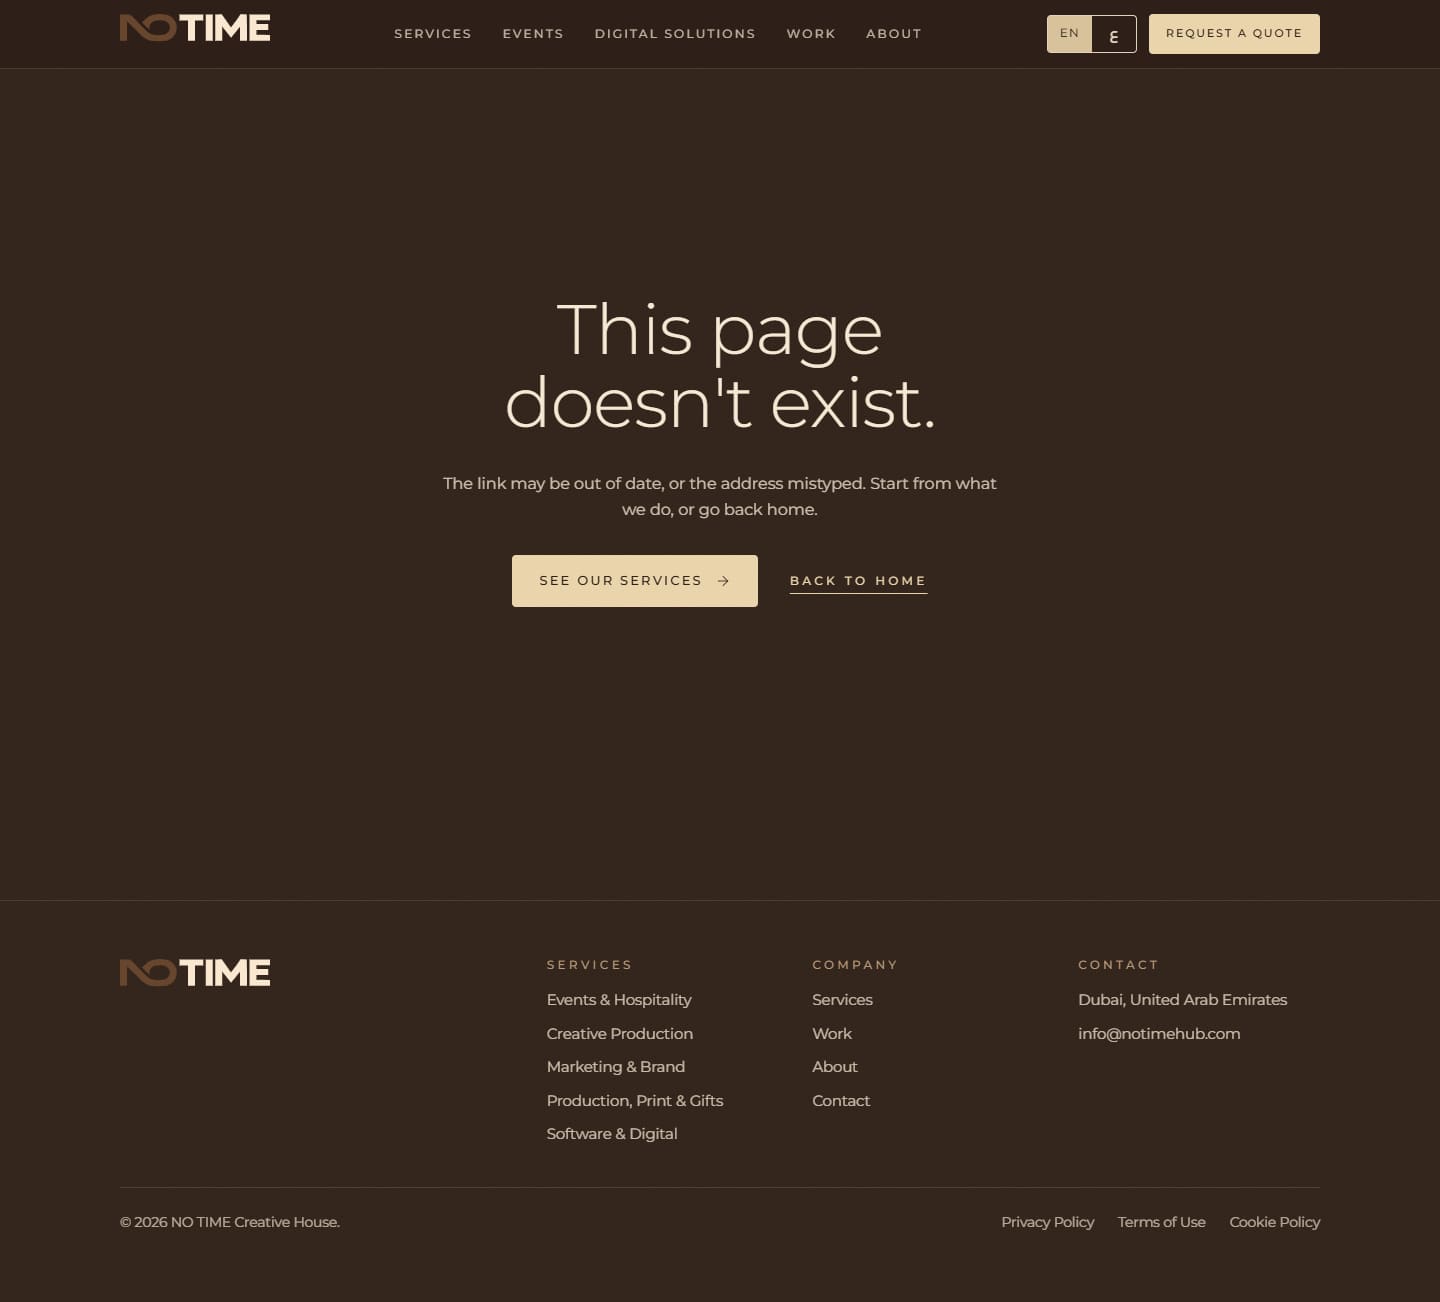 NOTIME
SERVICES EVENTS DIGITAL SOLUTIONS WORK ABOUT
EN ع
REQUEST A QUOTE
This page
doesn't exist.
The link may be out of date, or the address mistyped. Start from what
we do, or go back home.
SEE OUR SERVICES →
BACK TO HOME
NOTIME
SERVICES
Events & Hospitality
Creative Production
Marketing & Brand
Production, Print & Gifts
Software & Digital
COMPANY
Services
Work
About
Contact
CONTACT
Dubai, United Arab Emirates
info@notimehub.com
© 2026 NO TIME Creative House.
Privacy Policy Terms of Use Cookie Policy